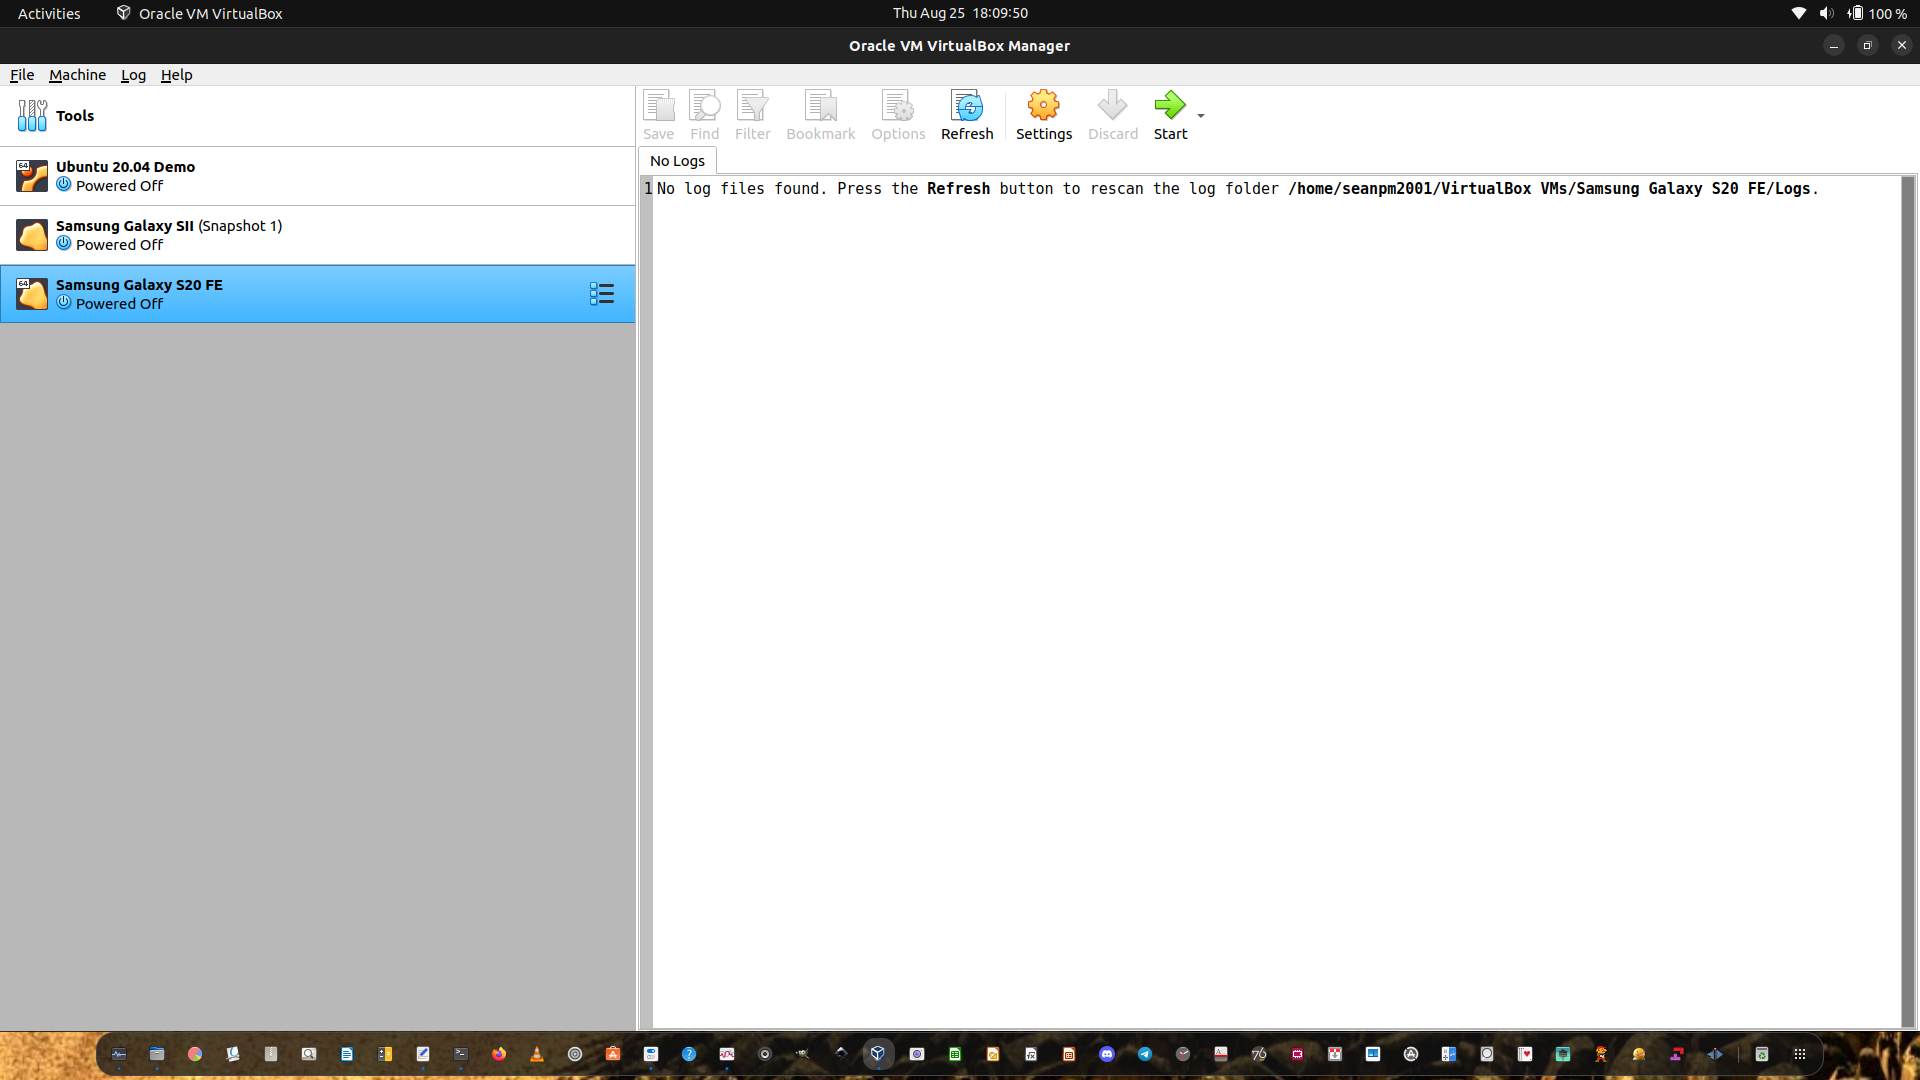 Activities Oracle VM VirtualBox Thu Aug 25 18:09:50 100 %
Oracle VM VirtualBox Manager
File Machine Log Help
Tools
Save Find Filter Bookmark Options Refresh Settings Discard Start
64 Ubuntu 20.04 Demo
Powered Off
Samsung Galaxy SII (Snapshot 1)
Powered Off
64 Samsung Galaxy S20 FE
Powered Off
No Logs
1 No log files found. Press the Refresh button to rescan the log folder /home/seanpm2001/VirtualBox VMs/Samsung Galaxy S20 FE/Logs.
76